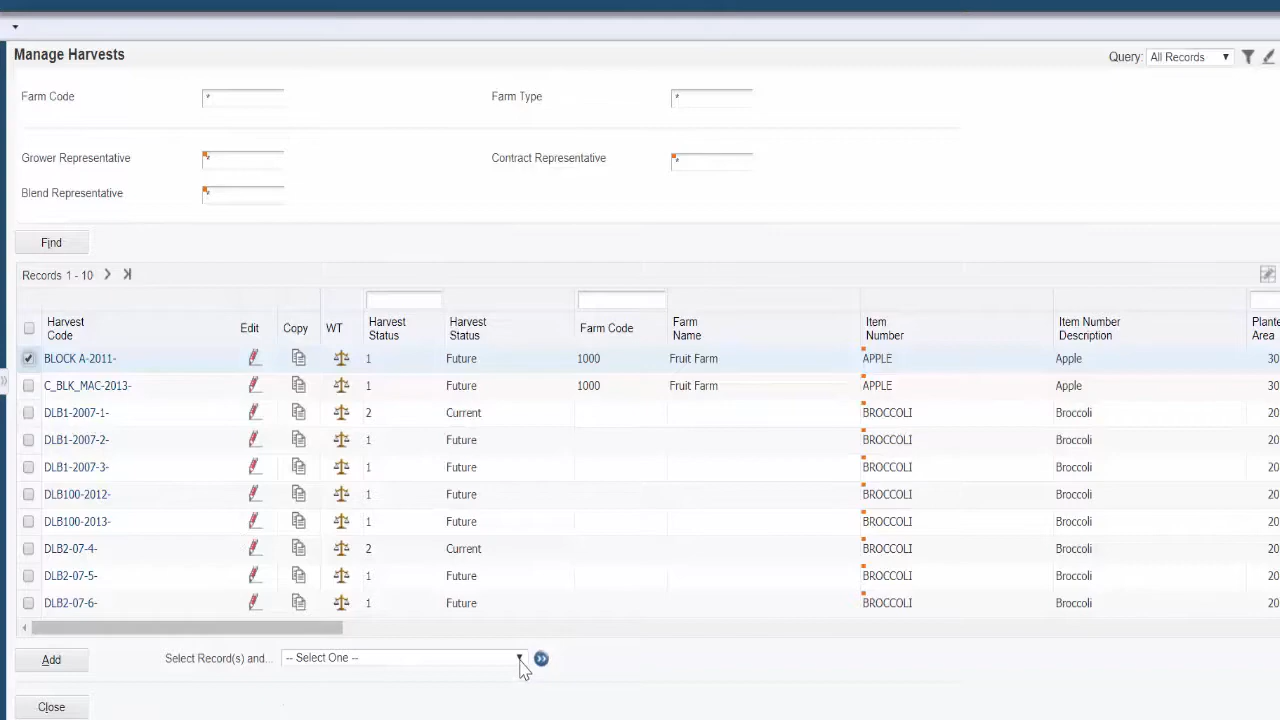 Manage Harvests
Query: All Records
Farm Code * Farm Type *
Grower Representative * Contract Representative *
Blend Representative *
Find
Records 1 - 10
Harvest Code Edit Copy WT Harvest Status Harvest Status Farm Code Farm Name Item Number Item Number Description Area
BLOCK A-2011- 1 Future 1000 Fruit Farm APPLE Apple 30
C_BLK_MAC-2013- 1 Future 1000 Fruit Farm APPLE Apple 30
DLB1-2007-1- 2 Current BROCCOLI Broccoli 20
DLB1-2007-2- 1 Future BROCCOLI Broccoli 20
DLB1-2007-3- 1 Future BROCCOLI Broccoli 20
DLB100-2012- 1 Future BROCCOLI Broccoli 20
DLB100-2013- 1 Future BROCCOLI Broccoli 20
DLB2-07-4- 2 Current BROCCOLI Broccoli 20
DLB2-07-5- 1 Future BROCCOLI Broccoli 20
DLB2-07-6- 1 Future BROCCOLI Broccoli 20
Add Select Record(s) and... -- Select One --
Close